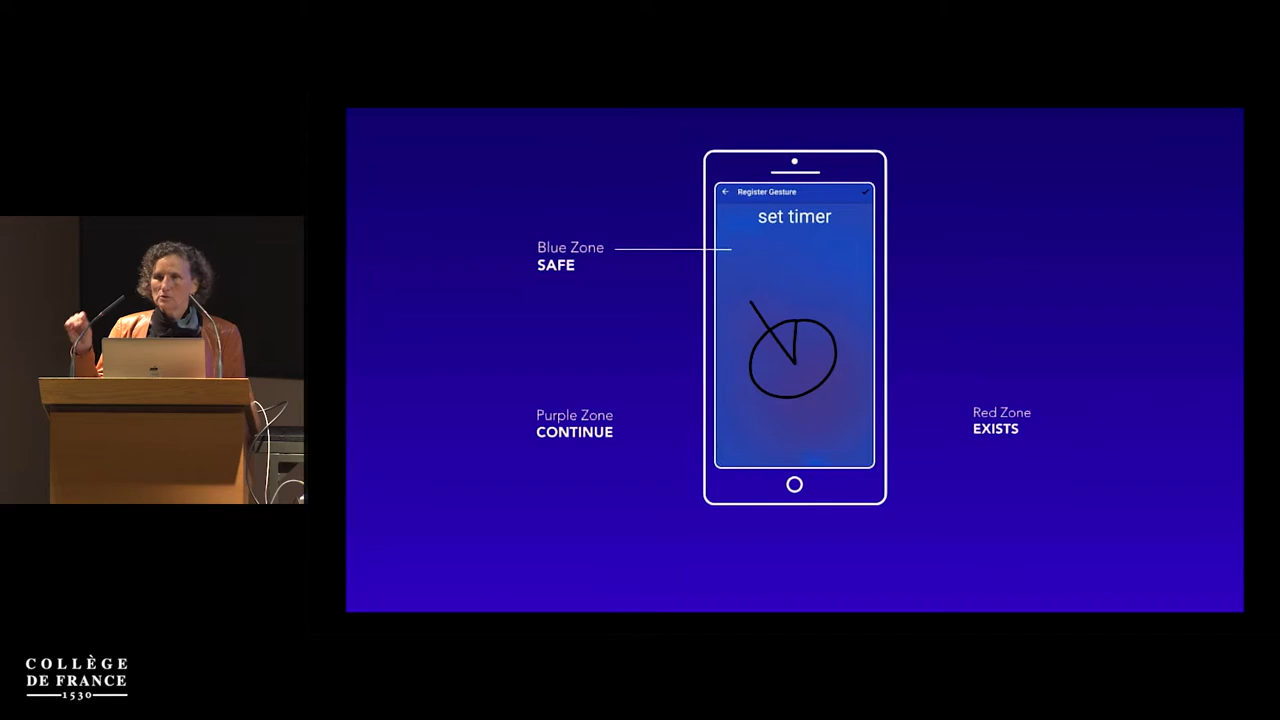 Register Gesture
set timer
Blue Zone
SAFE
Purple Zone
CONTINUE
Red Zone
EXISTS
COLLÈGE
DE FRANCE
1530